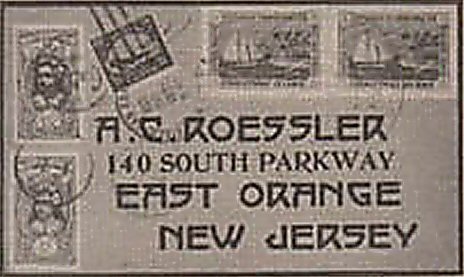 A.C. ROESSLER
140 SOUTH PARKWAY
EAST ORANGE
NEW JERSEY